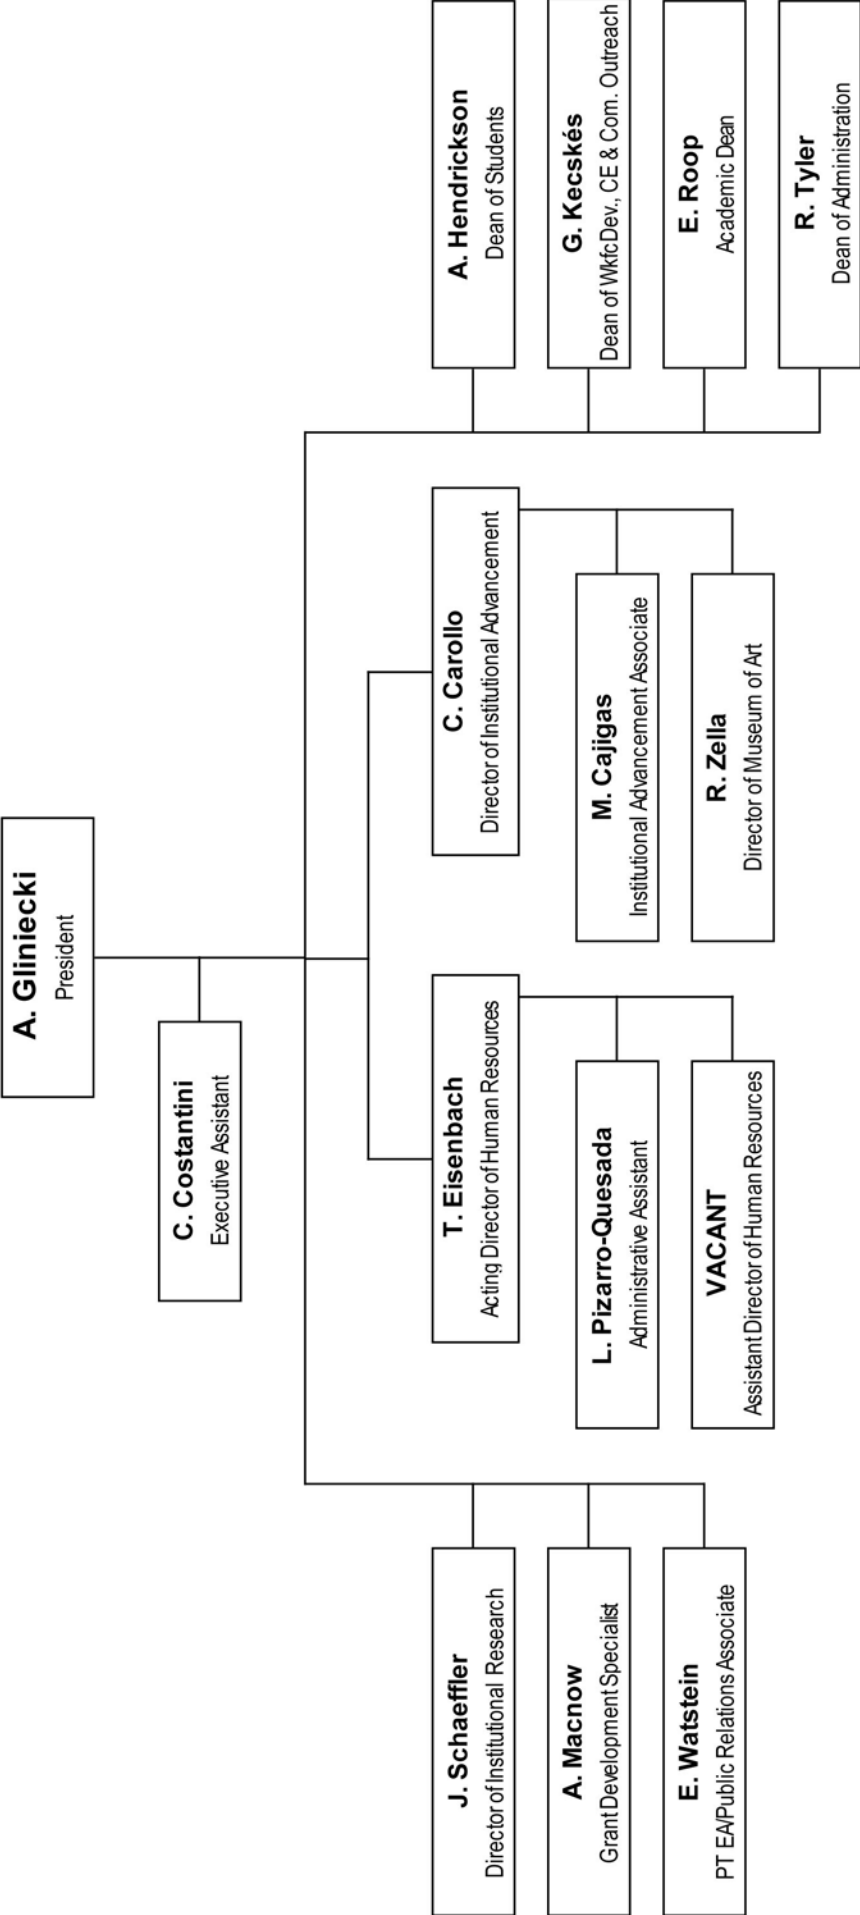 A. Gliniecki
President
C. Costantini
Executive Assistant
J. Schaeffler
Director of Institutional Research
A. Macnow
Grant Development Specialist
E. Watstein
PT EA/Public Relations Associate
T. Eisenbach
Acting Director of Human Resources
L. Pizarro-Quesada
Administrative Assistant
VACANT
Assistant Director of Human Resources
C. Carollo
Director of Institutional Advancement
M. Cajigas
Institutional Advancement Associate
R. Zella
Director of Museum of Art
A. Hendrickson
Dean of Students
G. Kecskés
Dean of WkfcDev., CE & Com. Outreach
E. Roop
Academic Dean
R. Tyler
Dean of Administration